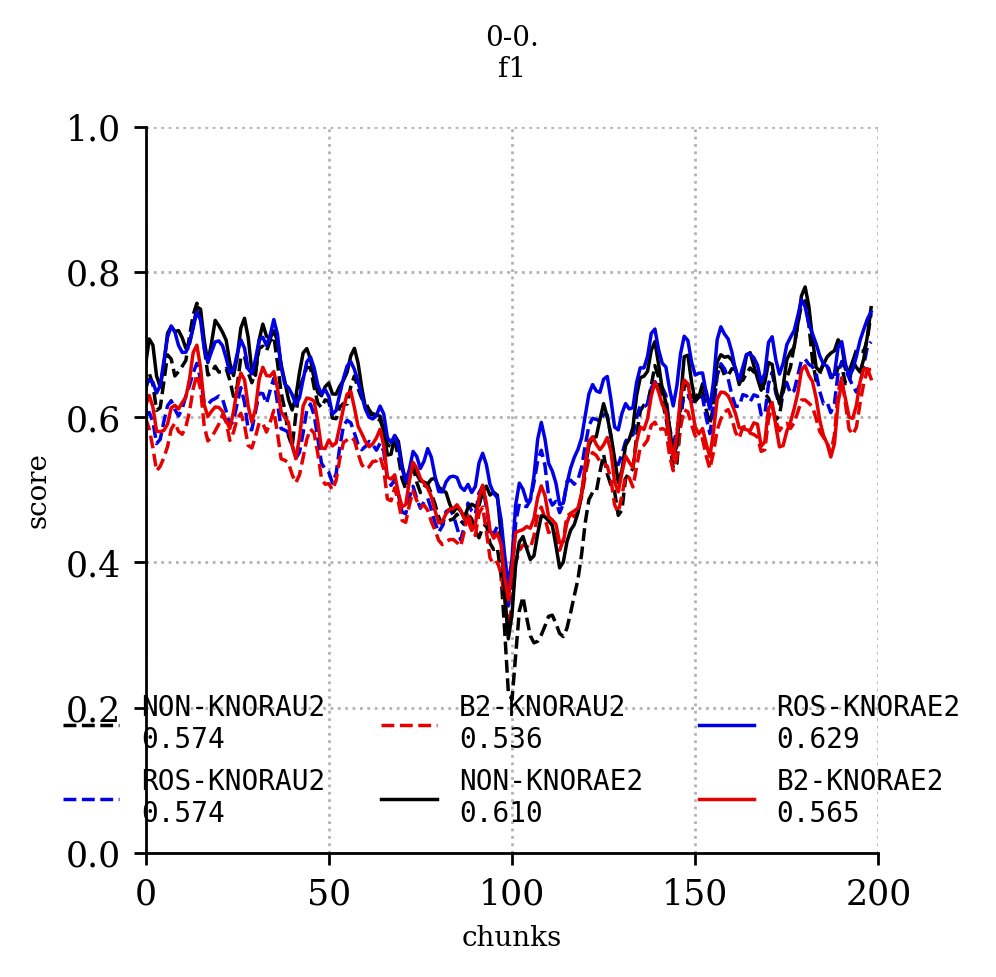 0-0.
f1
1.0
0.8
0.6
0.4
0.2
0.0
score
NON-KNORAU2
0.574
ROS-KNORAU2
0.574
B2-KNORAU2
0.536
NON-KNORAE2
0.610
ROS-KNORAE2
0.629
B2-KNORAE2
0.565
0 50 100 150 200
chunks